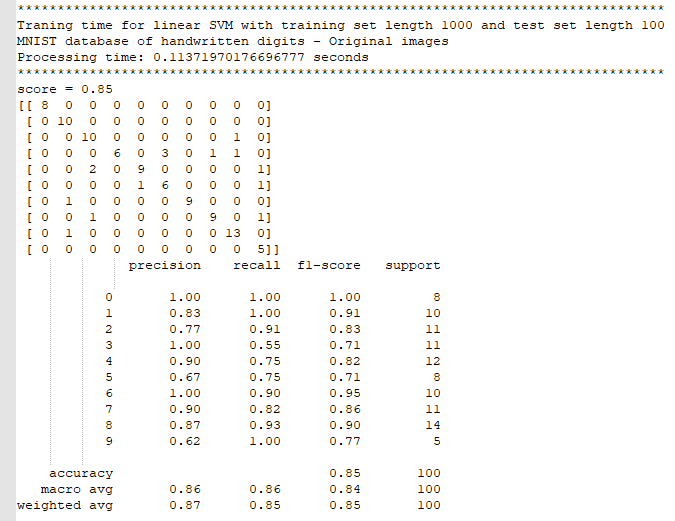 *********************************************************************************
Traning time for linear SVM with training set length 1000 and test set length 100
MNIST database of handwritten digits - Original images
Processing time: 0.11371970176696777 seconds
*********************************************************************************
score = 0.85
[[ 8 0 0 0 0 0 0 0 0 0]
[ 0 10 0 0 0 0 0 0 0 0]
[ 0 0 10 0 0 0 0 0 1 0]
[ 0 0 0 6 0 3 0 1 1 0]
[ 0 0 2 0 9 0 0 0 0 1]
[ 0 0 0 0 1 6 0 0 0 1]
[ 0 1 0 0 0 0 9 0 0 0]
[ 0 0 1 0 0 0 0 9 0 1]
[ 0 1 0 0 0 0 0 0 13 0]
[ 0 0 0 0 0 0 0 0 0 5]]
precision recall f1-score support
0 1.00 1.00 1.00 8
1 0.83 1.00 0.91 10
2 0.77 0.91 0.83 11
3 1.00 0.55 0.71 11
4 0.90 0.75 0.82 12
5 0.67 0.75 0.71 8
6 1.00 0.90 0.95 10
7 0.90 0.82 0.86 11
8 0.87 0.93 0.90 14
9 0.62 1.00 0.77 5
accuracy 0.85 100
macro avg 0.86 0.86 0.84 100
weighted avg 0.87 0.85 0.85 100